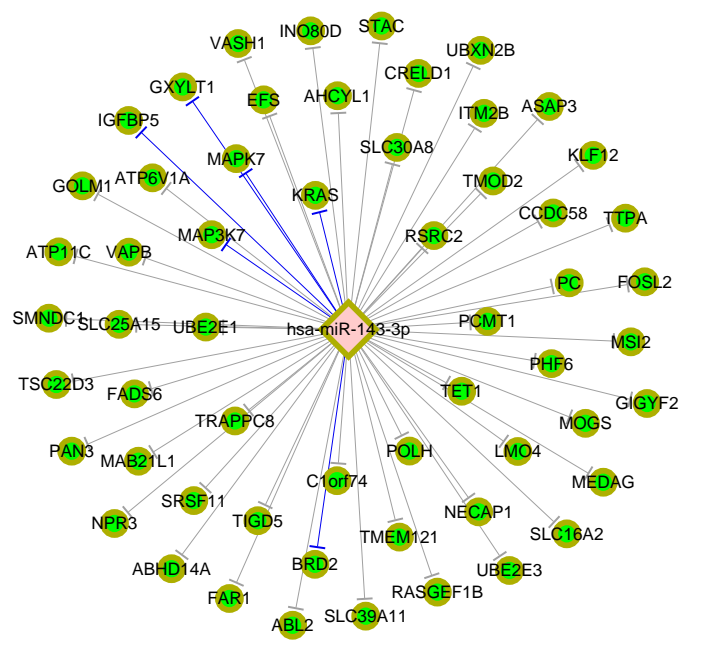 STAC
INO80D
VASH1
UBXN2B
CRELD1
GXYLT1
AHCYL1
EFS
ASAP3
ITM2B
IGFBP5
SLC30A8
KLF12
MAPK7
ATP6V1A
TMOD2
GOLM1
KRAS
CCDC58
TTPA
MAP3K7
RSRC2
ATP11C
VAPB
PC
FOSL2
SMNDC1
SLC25A15
UBE2E1
hsa-miR-143-3p
PCMT1
MSI2
PHF6
TSC22D3
FADS6
TET1
GIGYF2
TRAPPC8
MOGS
PAN3
MAB21L1
POLH
LMO4
C1orf74
MEDAG
SRSF11
NPR3
TIGD5
NECAP1
TMEM121
SLC16A2
BRD2
ABHD14A
UBE2E3
RASGEF1B
FAR1
SLC39A11
ABL2